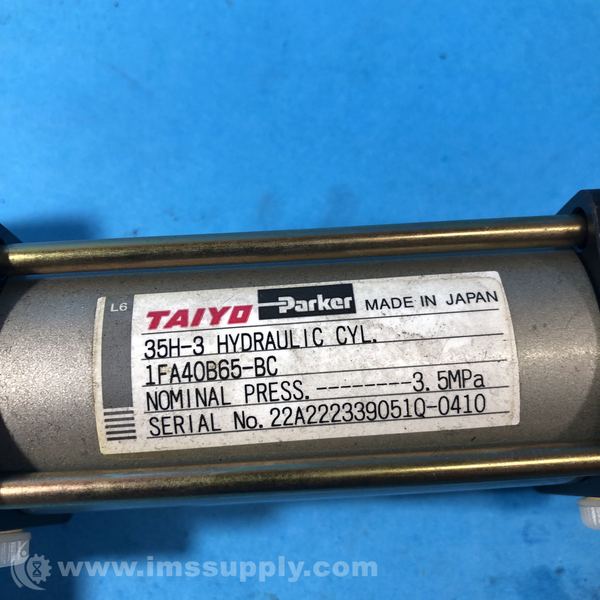 L6
TAIYO Parker MADE IN JAPAN
35H-3 HYDRAULIC CYL.
1FA40B65-BC
NOMINAL PRESS.---------3.5MPa
SERIAL No. 22A222339051Q-0410
www.imssupply.com